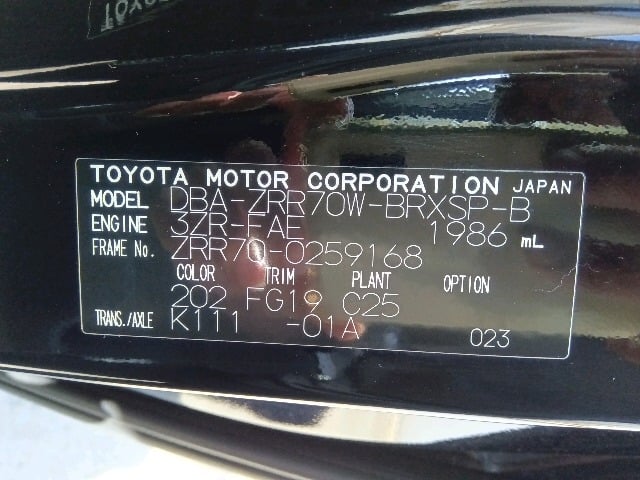 TOYOTA MOTOR CORPORATION JAPAN
MODEL DBA-ZRR70W-BRXSP-B
ENGINE 3ZR-FAE 1986 mL
FRAME No. ZRR70-0259168
COLOR TRIM PLANT OPTION
202 FG19 C25
TRANS./AXLE K111 -01A 023